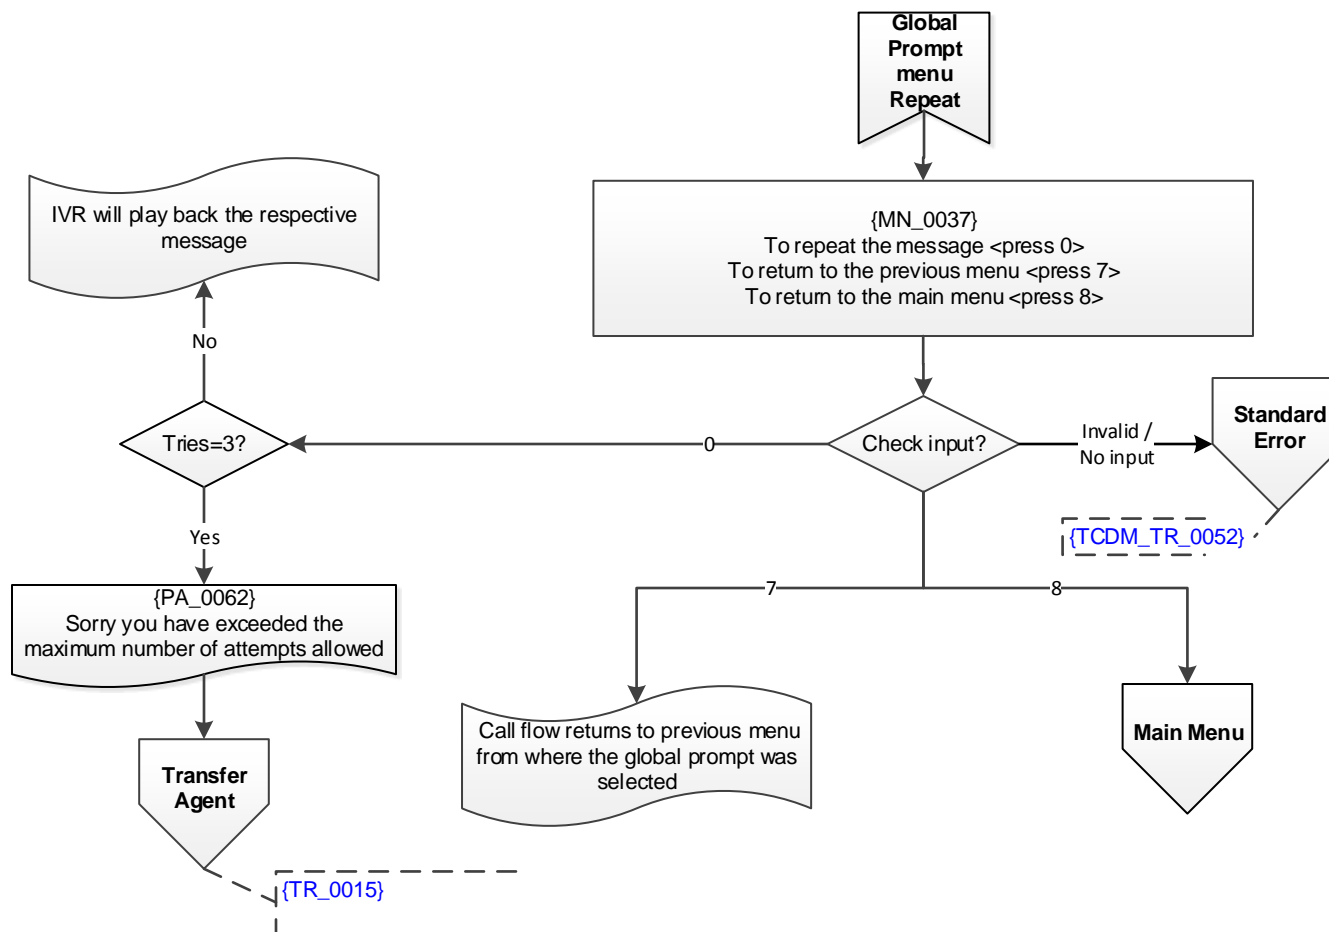 Global
Prompt
menu
Repeat
{MN_0037}
To repeat the message <press 0>
To return to the previous menu <press 7>
To return to the main menu <press 8>
IVR will play back the respective
message
No
Tries=3?
0
Check input?
Invalid /
No input
Standard
Error
{TCDM_TR_0052}
Yes
{PA_0062}
Sorry you have exceeded the
maximum number of attempts allowed
7
8
Call flow returns to previous menu
from where the global prompt was
selected
Main Menu
Transfer
Agent
{TR_0015}